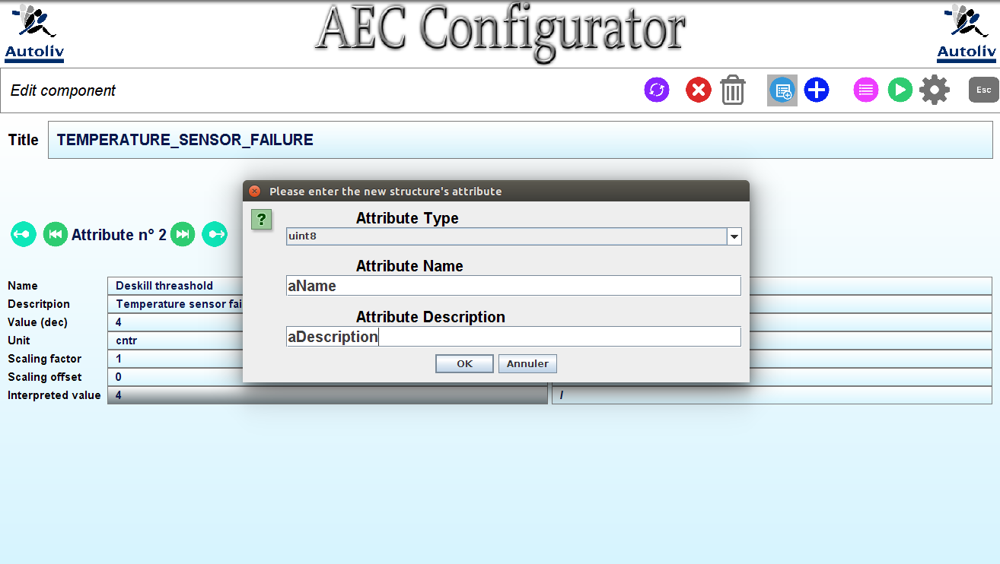 AEC Configurator
Autoliv
Autoliv
Edit component
Esc
Title
TEMPERATURE_SENSOR_FAILURE
Please enter the new structure's attribute
?
Attribute Type
uint8
Attribute Name
aName
Attribute Description
aDescription
OK
Annuler
Attribute n° 2
Name
Deskill threashold
Descritpion
Temperature sensor fai
Value (dec)
4
Unit
cntr
Scaling factor
1
Scaling offset
0
Interpreted value
4
/